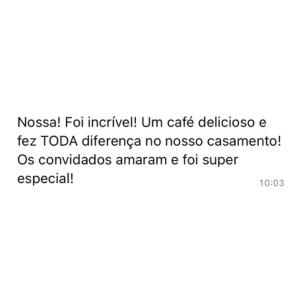 Nossa! Foi incrível! Um café delicioso e
fez TODA diferença no nosso casamento!
Os convidados amaram e foi super
especial!
10:03